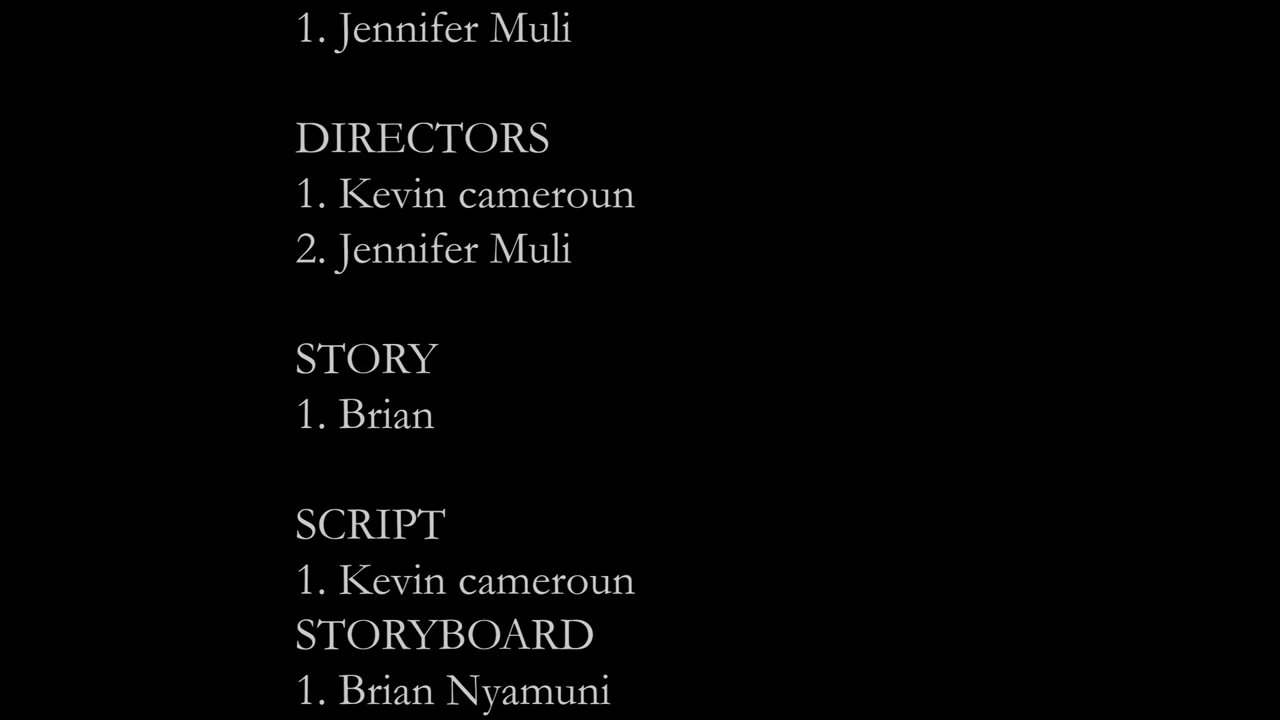 1. Jennifer Muli
DIRECTORS
1. Kevin cameroun
2. Jennifer Muli
STORY
1. Brian
SCRIPT
1. Kevin cameroun
STORYBOARD
1. Brian Nyamuni